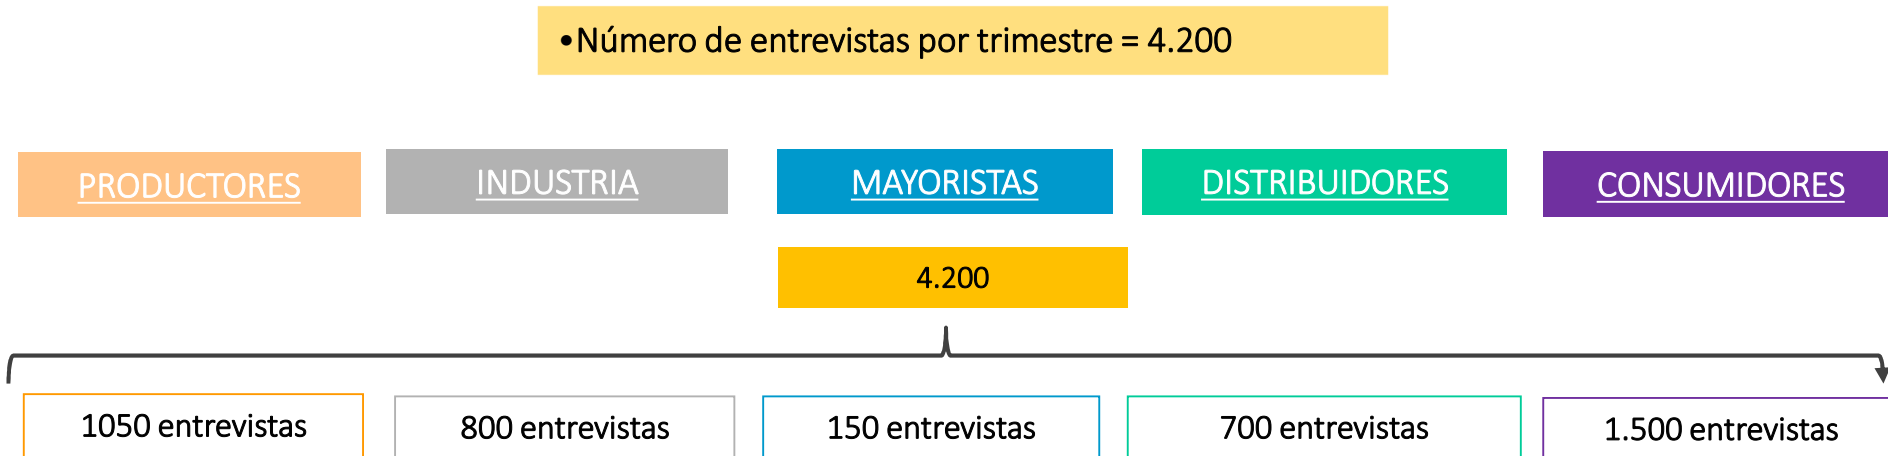 •Número de entrevistas por trimestre = 4.200
PRODUCTORES
INDUSTRIA
MAYORISTAS
DISTRIBUIDORES
CONSUMIDORES
4.200
1050 entrevistas
800 entrevistas
150 entrevistas
700 entrevistas
1.500 entrevistas